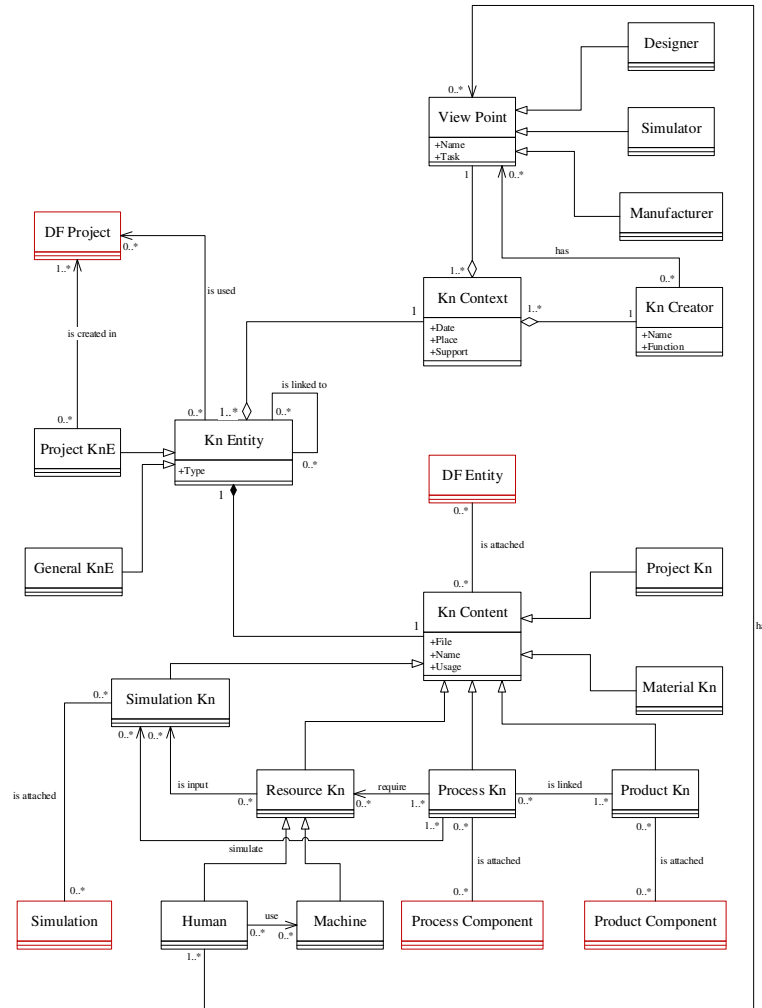 Designer
0..*
View Point
+Name
+Task
Simulator
1
0..*
Manufacturer
DF Project
0..*
1..*
has
is used
1..*
0..*
Kn Context
+Date
+Place
+Support
1..*
1
Kn Creator
+Name
+Function
1
is created in
is linked to
0..*
0..*
1..*
0..*
Project KnE
Kn Entity
+Type
0..*
1
DF Entity
0..*
is attached
General KnE
0..*
Project Kn
Kn Content
+File
+Name
+Usage
1
ha
0..*
Simulation Kn
Material Kn
0..*
0..*
is input
Resource Kn
require
Process Kn
is linked
Product Kn
is attached
0..*
0..*
1..*
0..*
1..*
1..*
0..*
0..*
simulate
is attached
is attached
0..*
0..*
0..*
Simulation
Human
use
Machine
Process Component
Product Component
0..*
0..*
1..*